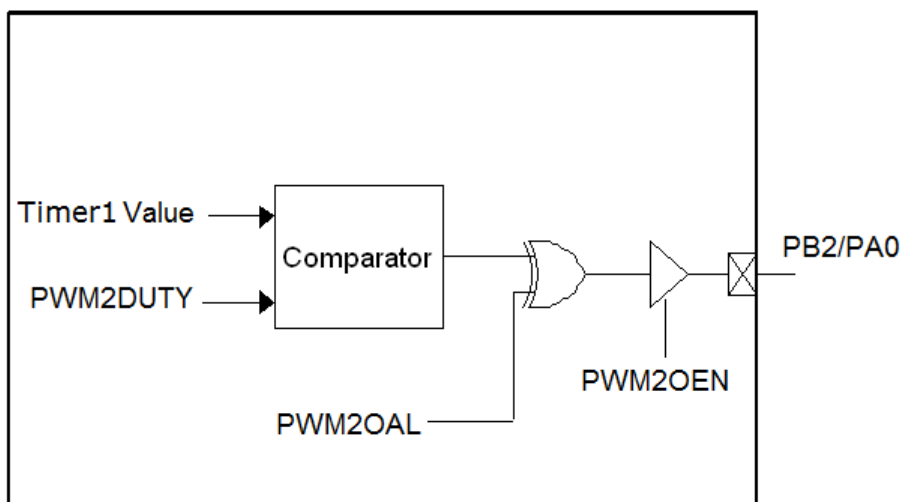 Timer1 Value
Comparator
PB2/PA0
PWM2DUTY
PWM2OEN
PWM2OAL